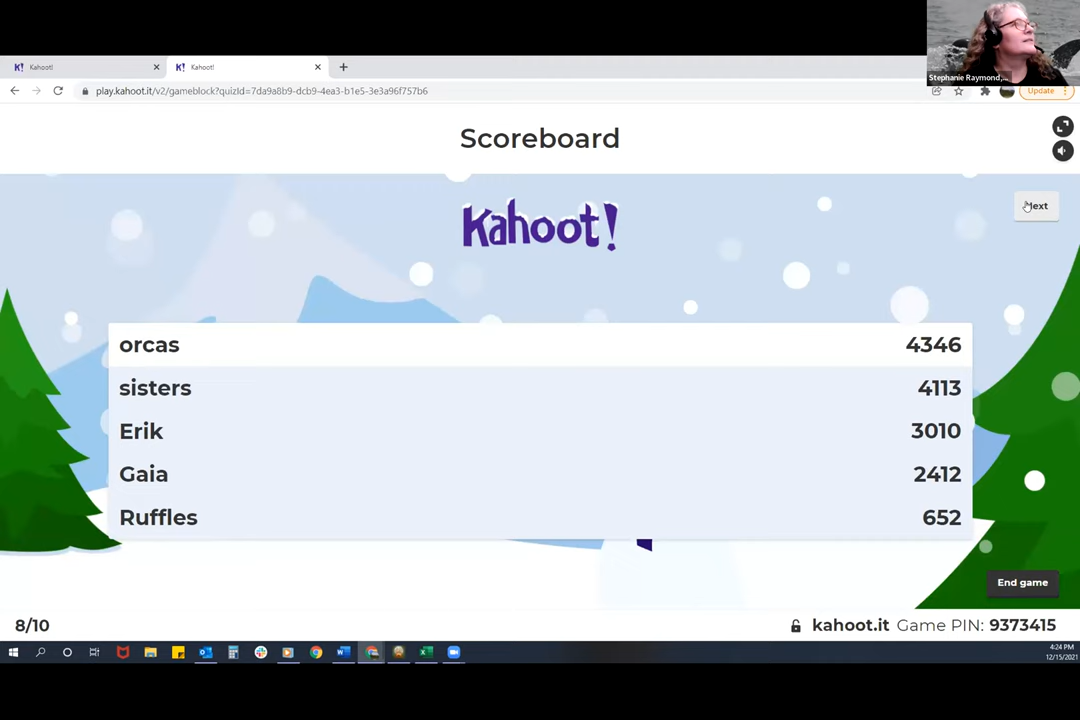 Kahoot!
Kahoot!
Stephanie Raymond,...
play.kahoot.it/v2/gameblock?quizId=7da9a8b9-dcb9-4ea3-b1e5-3e3a96f757b6
Update
Scoreboard
Kahoot!
Next
orcas 4346
sisters 4113
Erik 3010
Gaia 2412
Ruffles 652
End game
8/10
kahoot.it Game PIN: 9373415
4:24 PM
12/15/2021